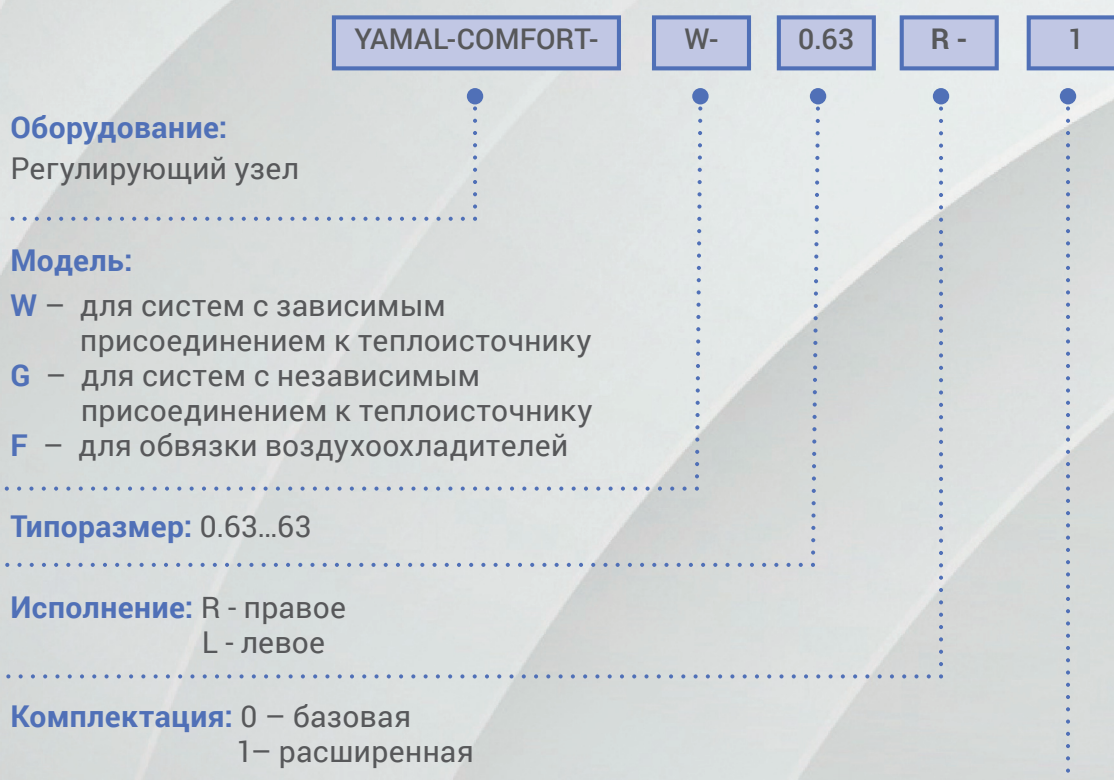 YAMAL-COMFORT- W- 0.63 R - 1
Оборудование:
Регулирующий узел
Модель:
W – для систем с зависимым
присоединением к теплоисточнику
G – для систем с независимым
присоединением к теплоисточнику
F – для обвязки воздухоохладителей
Типоразмер: 0.63...63
Исполнение: R - правое
L - левое
Комплектация: 0 – базовая
1– расширенная